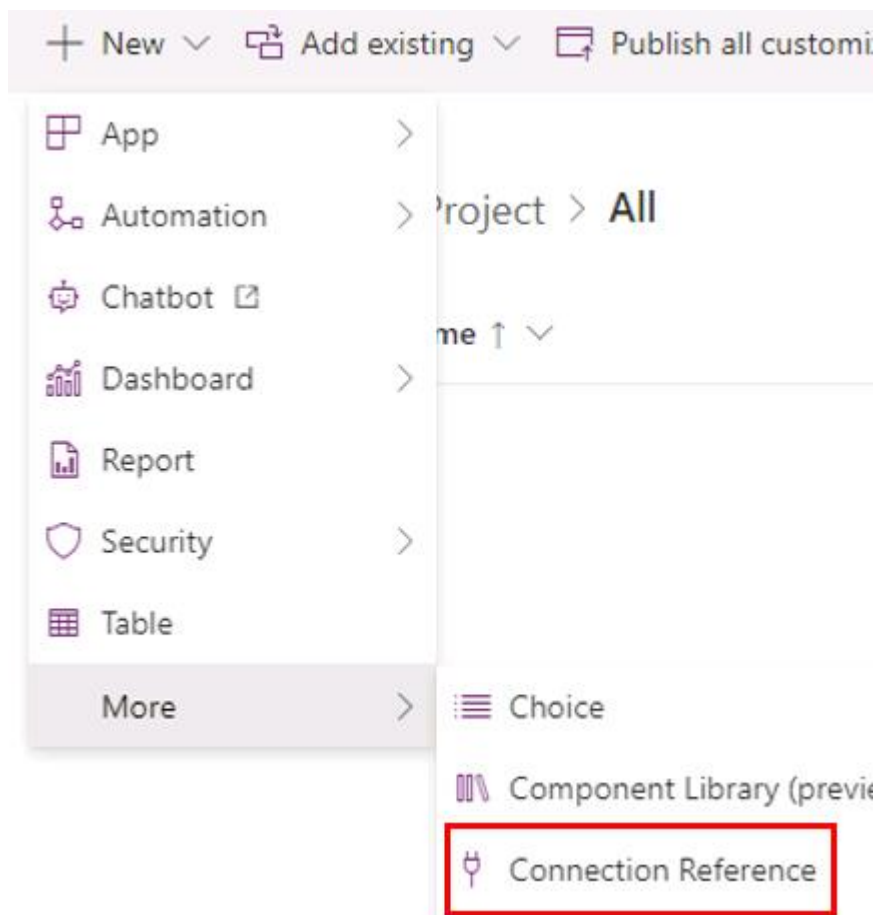 New Add existing Publish all customi
App
Automation
Project > All
Chatbot
me ↑
Dashboard
Report
Security
Table
More
Choice
Component Library (previe
Connection Reference